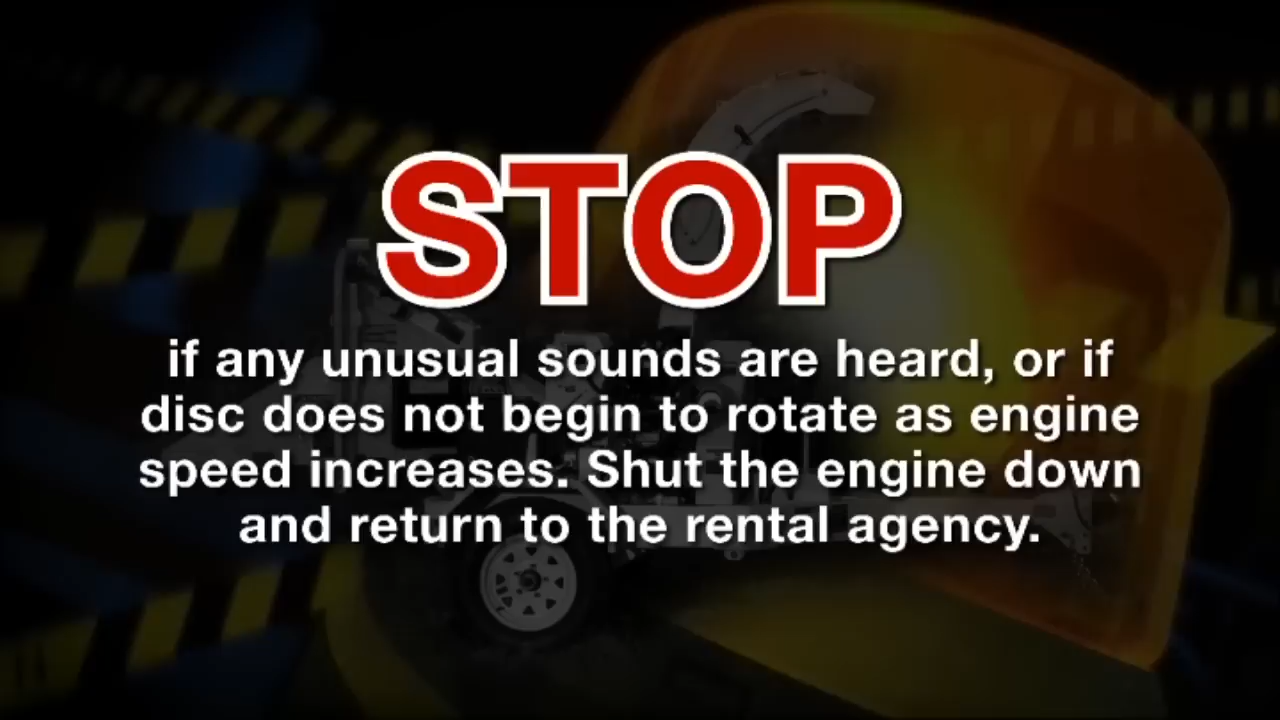 STOP
if any unusual sounds are heard, or if
disc does not begin to rotate as engine
speed increases. Shut the engine down
and return to the rental agency.